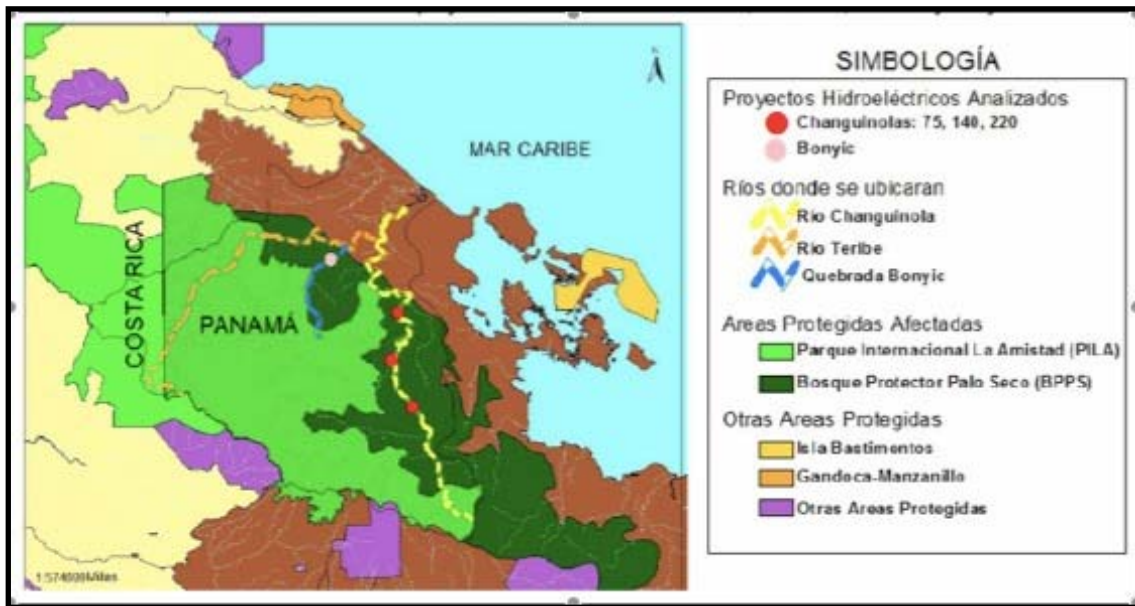 MAR CARIBE
COSTA RICA
PANAMÁ
1:574000Millas
SIMBOLOGÍA
Proyectos Hidroeléctricos Analizados
Changuinolas: 75, 140, 220
Bonyic
Ríos donde se ubicaran
Río Changuinola
Río Teribe
Quebrada Bonyic
Areas Protegidas Afectadas
Parque Internacional La Amistad (PILA)
Bosque Protector Palo Seco (BPPS)
Otras Areas Protegidas
Isla Bastimentos
Gandoca-Manzanillo
Otras Areas Protegidas